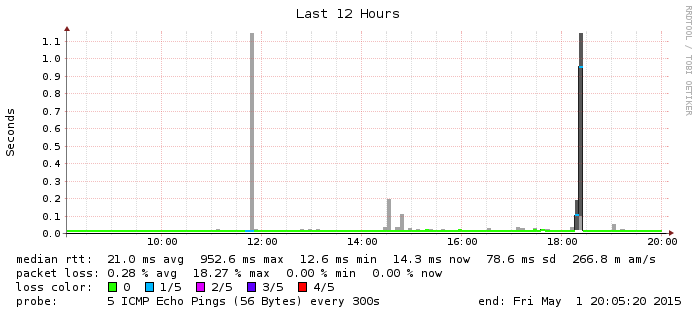 Last 12 Hours
RRDTOOL / TOBI OETIKER
Seconds
1.1
1.0
0.9
0.8
0.7
0.6
0.5
0.4
0.3
0.2
0.1
0.0
10:00 12:00 14:00 16:00 18:00 20:00
median rtt: 21.0 ms avg 952.6 ms max 12.6 ms min 14.3 ms now 78.6 ms sd 266.8 m am/s
packet loss: 0.28 % avg 18.27 % max 0.00 % min 0.00 % now
loss color: 0 1/5 2/5 3/5 4/5
probe: 5 ICMP Echo Pings (56 Bytes) every 300s end: Fri May 1 20:05:20 2015